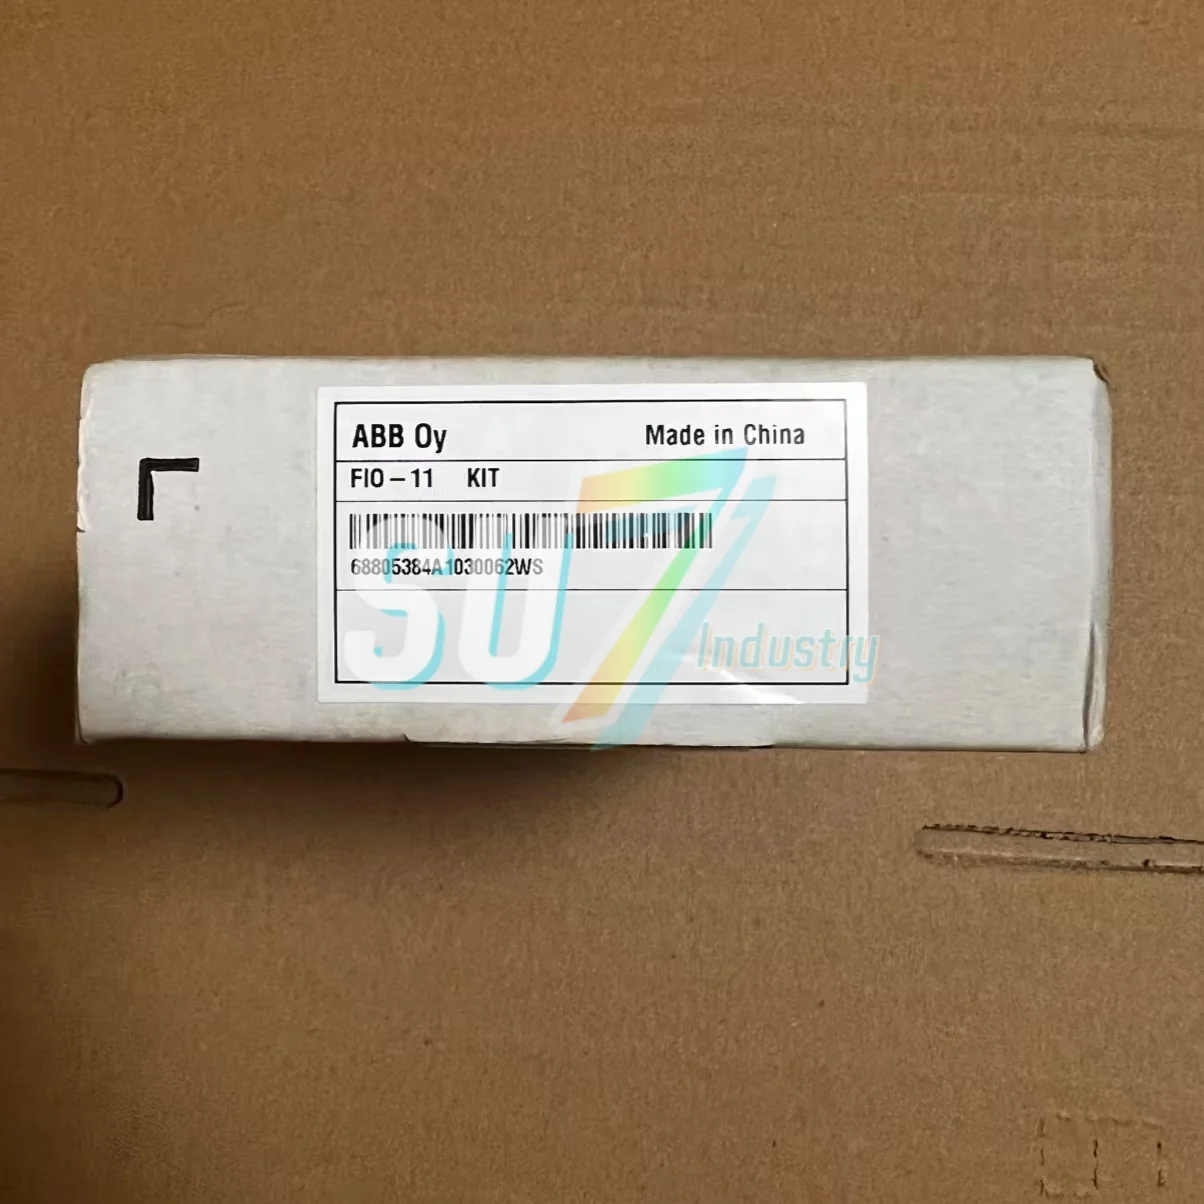 ABB Oy Made in China
FIO-11 KIT
68805384A1030062WS
SU7 Industry